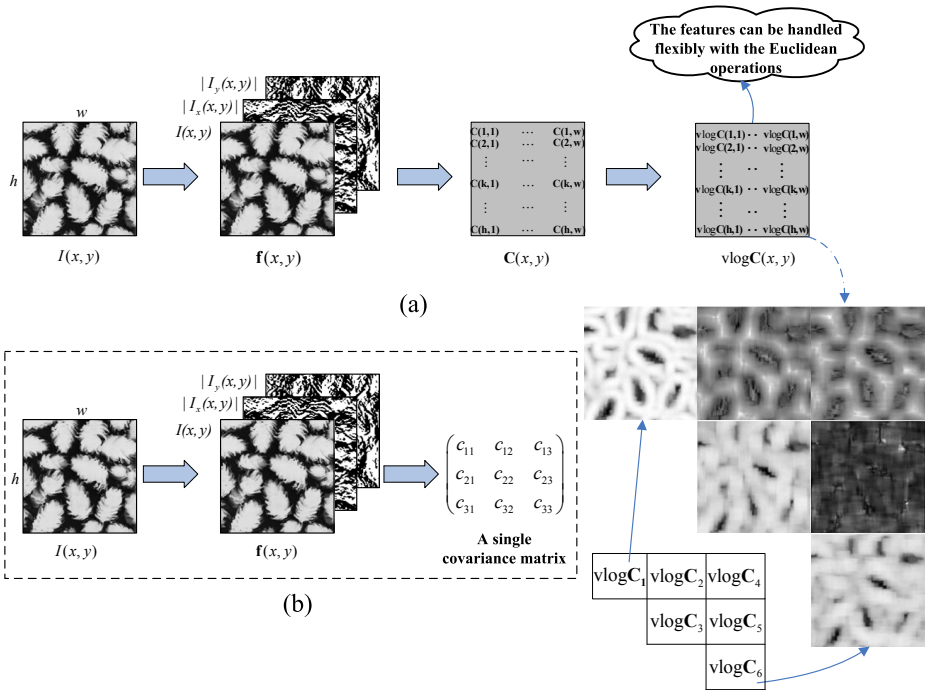 The features can be handled
flexibly with the Euclidean
operations
| I_y(x, y) |
| I_x(x, y) |
I(x, y)
w
h
I(x, y)
f(x, y)
C(1,1) ... C(1,w)
C(2,1) ... C(2,w)
⋮ ⋮
C(k,1) ... C(k,w)
⋮ ... ⋮
C(h,1) ... C(h,w)
C(x, y)
vlogC(1,1) ·· vlogC(1,w)
vlogC(2,1) ·· vlogC(2,w)
⋮ ·· ⋮
vlogC(k,1) ·· vlogC(k,w)
⋮ ·· ⋮
vlogC(h,1) ·· vlogC(h,w)
vlogC(x, y)
(a)
| I_y(x, y) |
| I_x(x, y) |
I(x, y)
w
h
I(x, y)
f(x, y)
c₁₁ c₁₂ c₁₃
c₂₁ c₂₂ c₂₃
c₃₁ c₃₂ c₃₃
A single
covariance matrix
(b)
vlogC₁ vlogC₂ vlogC₄
vlogC₃ vlogC₅
vlogC₆